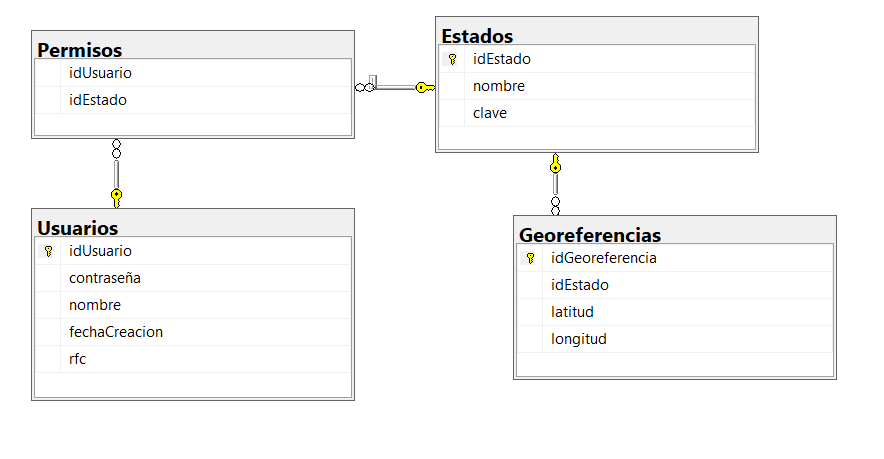 Permisos
idUsuario
idEstado
Estados
idEstado
nombre
clave
Usuarios
idUsuario
contraseña
nombre
fechaCreacion
rfc
Georeferencias
idGeoreferencia
idEstado
latitud
longitud